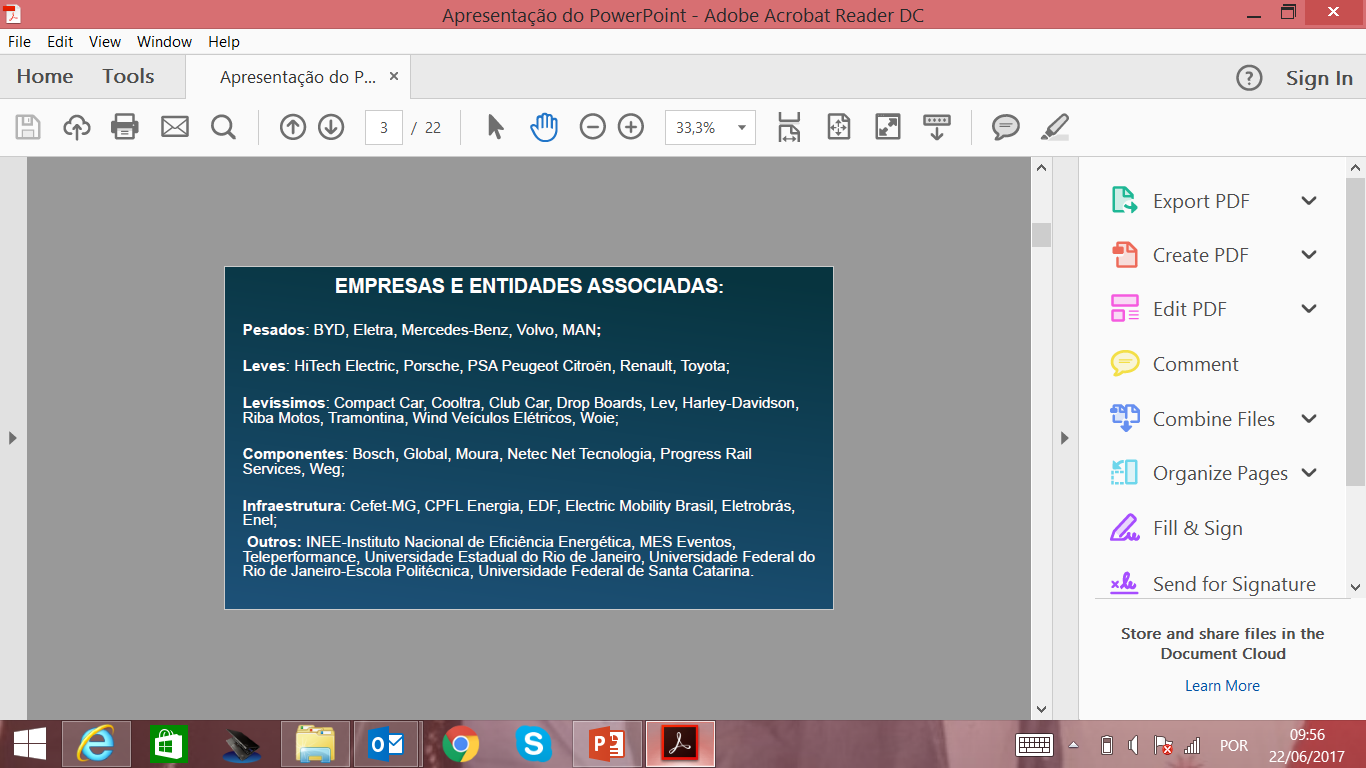 Apresentação do PowerPoint - Adobe Acrobat Reader DC
File Edit View Window Help
Home Tools Apresentação do P... × ? Sign In
3 / 22 33,3%
EMPRESAS E ENTIDADES ASSOCIADAS:
Pesados: BYD, Eletra, Mercedes-Benz, Volvo, MAN;
Leves: HiTech Electric, Porsche, PSA Peugeot Citroën, Renault, Toyota;
Levíssimos: Compact Car, Cooltra, Club Car, Drop Boards, Lev, Harley-Davidson,
Riba Motos, Tramontina, Wind Veículos Elétricos, Woie;
Componentes: Bosch, Global, Moura, Netec Net Tecnologia, Progress Rail
Services, Weg;
Infraestrutura: Cefet-MG, CPFL Energia, EDF, Electric Mobility Brasil, Eletrobrás,
Enel;
Outros: INEE-Instituto Nacional de Eficiência Energética, MES Eventos,
Teleperformance, Universidade Estadual do Rio de Janeiro, Universidade Federal do
Rio de Janeiro-Escola Politécnica, Universidade Federal de Santa Catarina.
Export PDF
Create PDF
Edit PDF
Comment
Combine Files
Organize Pages
Fill & Sign
Send for Signature
Store and share files in the
Document Cloud
Learn More
POR
09:56
22/06/2017